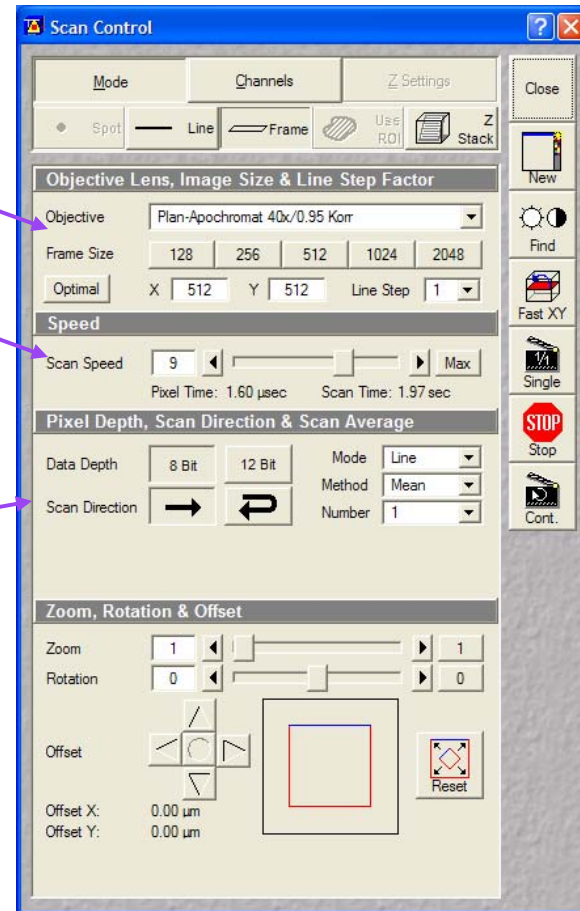 Scan Control
Mode Channels Z Settings
Close
Spot Line Frame Use ROI Z Stack
New
Objective Lens, Image Size & Line Step Factor
Objective Plan-Apochromat 40x/0.95 Korr
Find
Frame Size 128 256 512 1024 2048
Optimal X 512 Y 512 Line Step 1
Fast XY
Speed
Scan Speed 9 Max
1/1
Single
Pixel Time: 1.60 µsec Scan Time: 1.97 sec
Pixel Depth, Scan Direction & Scan Average
STOP
Stop
Data Depth 8 Bit 12 Bit Mode Line
Method Mean
Scan Direction Number 1
Cont.
Zoom, Rotation & Offset
Zoom 1 1
Rotation 0 0
Offset
Reset
Offset X: 0.00 µm
Offset Y: 0.00 µm